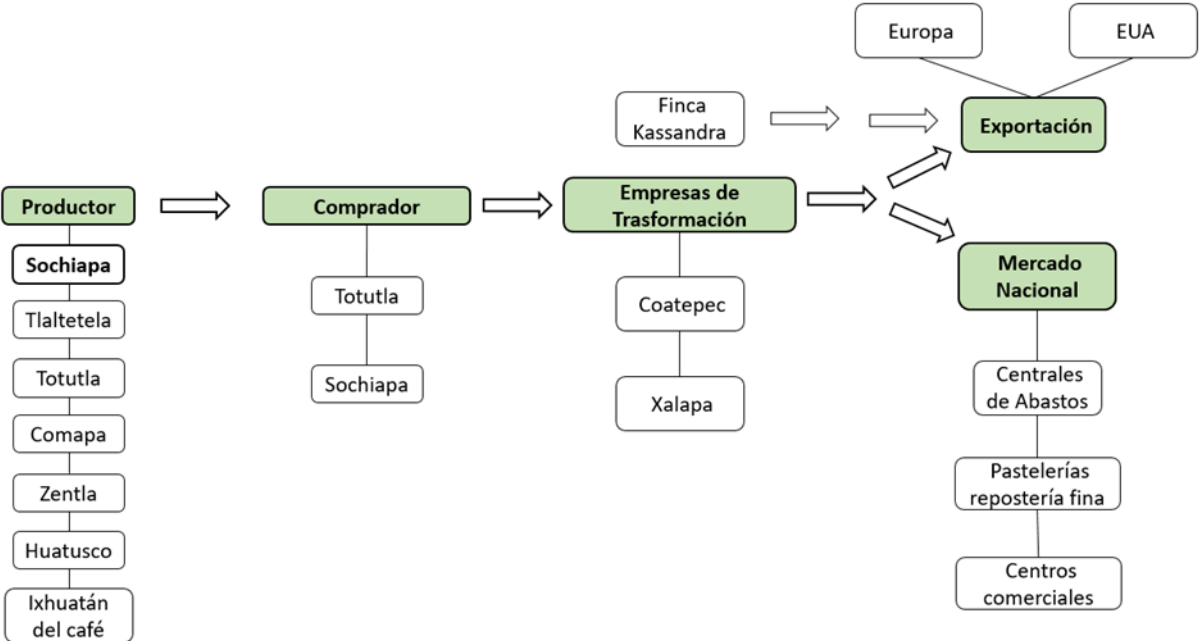 Europa
EUA
Finca
Kassandra
Exportación
Productor
Comprador
Empresas de
Trasformación
Sochiapa
Tlaltetela
Totutla
Comapa
Zentla
Huatusco
Ixhuatán
del café
Totutla
Sochiapa
Coatepec
Xalapa
Mercado
Nacional
Centrales
de Abastos
Pastelerías
repostería fina
Centros
comerciales